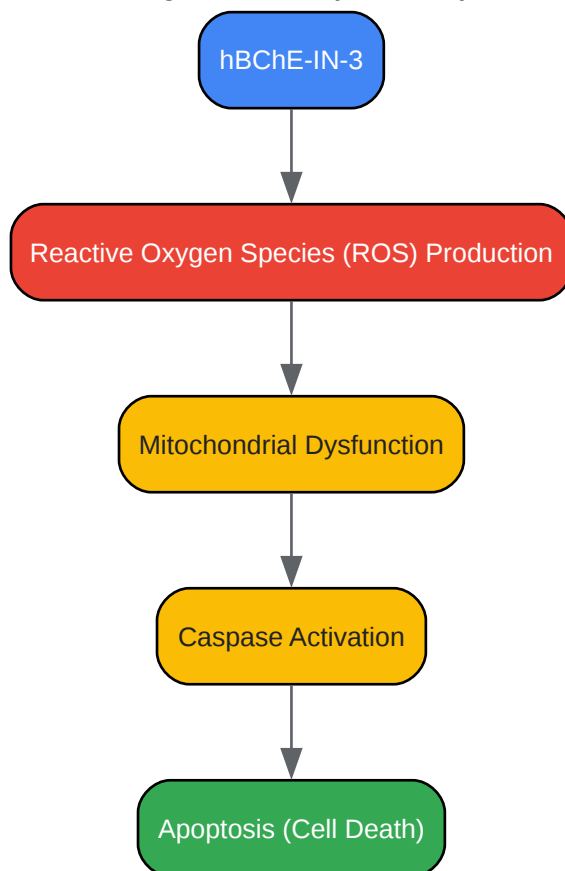 hBChE-IN-3
Reactive Oxygen Species (ROS) Production
Mitochondrial Dysfunction
Caspase Activation
Apoptosis (Cell Death)